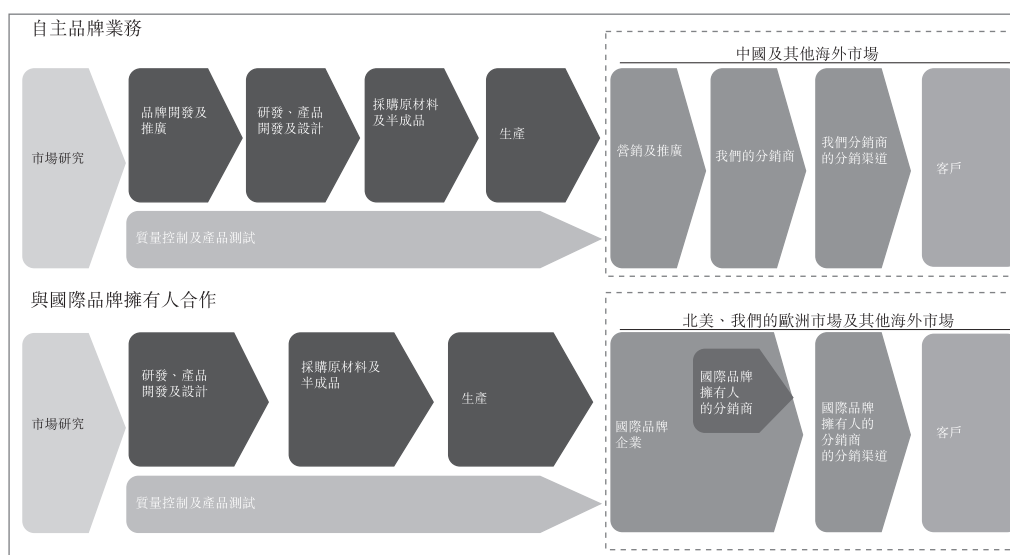 自主品牌業務
中國及其他海外市場
市場研究
品牌開發及
推廣
研發、產品
開發及設計
採購原材料
及半成品
生產
營銷及推廣
我們的分銷商
我們分銷商
的分銷渠道
客戶
質量控制及產品測試
與國際品牌擁有人合作
北美、我們的歐洲市場及其他海外市場
市場研究
研發、產品
開發及設計
採購原材料及
半成品
生產
國際品牌
企業
國際品牌
擁有人
的分銷商
國際品牌
擁有人的
分銷商
的分銷渠道
客戶
質量控制及產品測試